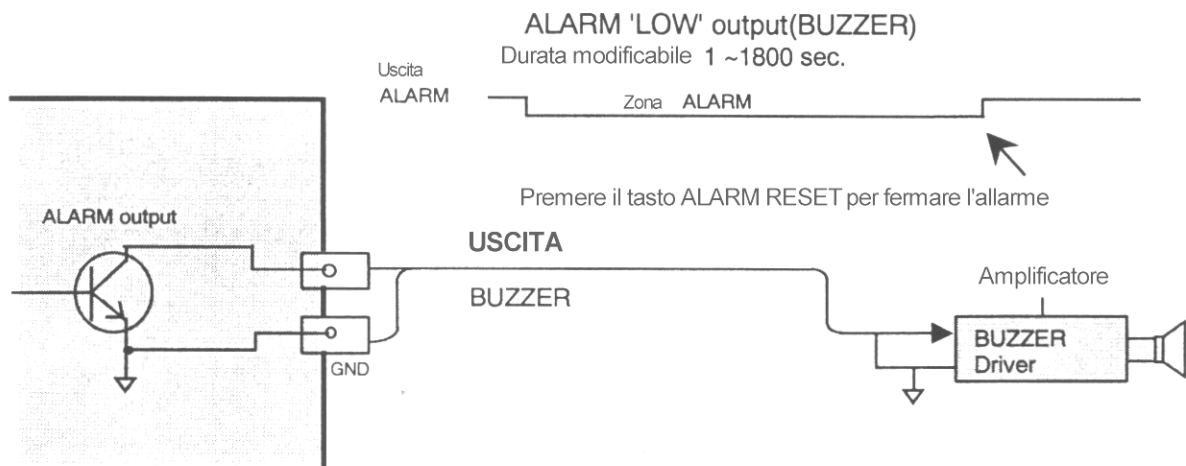 ALARM 'LOW' output(BUZZER)
Durata modificabile 1 ~1800 sec.
Uscita
ALARM
Zona ALARM
Premere il tasto ALARM RESET per fermare l'allarme
ALARM output
USCITA
BUZZER
GND
Amplificatore
BUZZER
Driver